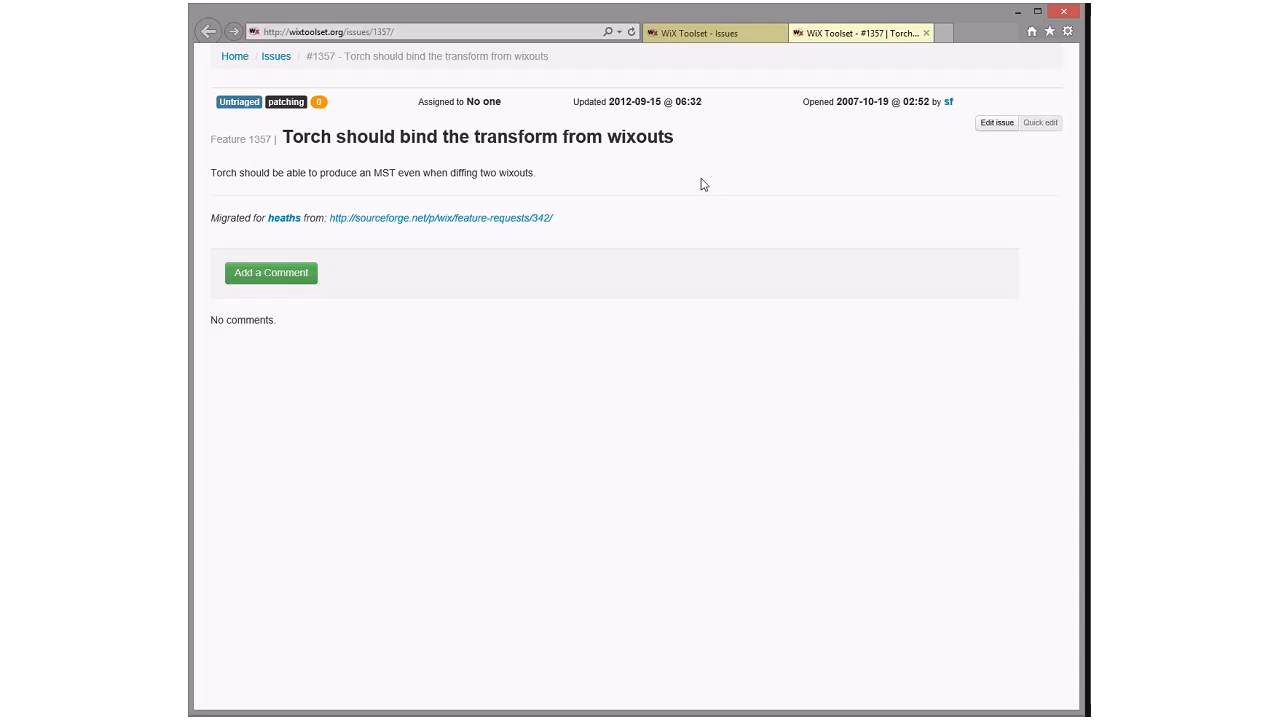 http://wixtoolset.org/issues/1357/
WiX Toolset - Issues
WiX Toolset - #1357 | Torch...
Home / Issues / #1357 - Torch should bind the transform from wixouts
Untriaged patching 0 Assigned to No one Updated 2012-09-15 @ 06:32 Opened 2007-10-19 @ 02:52 by sf
Edit issue Quick edit
Feature 1357 | Torch should bind the transform from wixouts
Torch should be able to produce an MST even when diffing two wixouts.
Migrated for heaths from: http://sourceforge.net/p/wix/feature-requests/342/
Add a Comment
No comments.